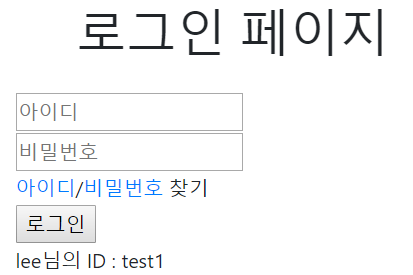 로그인 페이지
아이디
비밀번호
아이디/비밀번호 찾기
로그인
lee님의 ID : test1